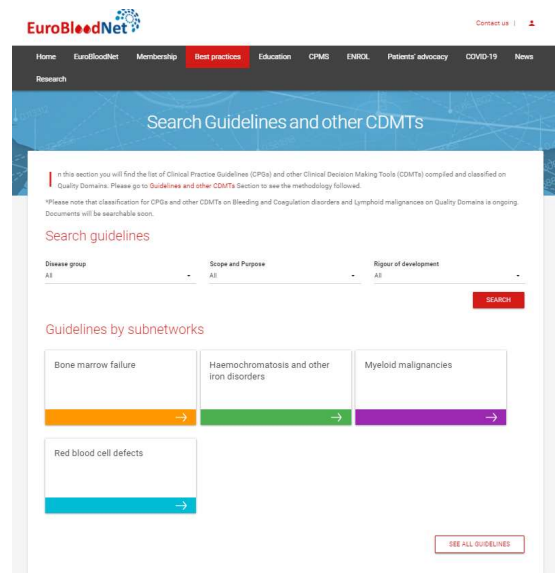 EuroBloodNet
Contact us |
Home EuroBloodNet Membership Best practices Education CPMS ENROL Patients' advocacy COVID-19 News
Research
Search Guidelines and other CDMTs
In this section you will find the list of Clinical Practice Guidelines (CPGs) and other Clinical Decision Making Tools (CDMTs) compiled and classified on
Quality Domains. Please go to Guidelines and other CDMTs Section to see the methodology followed.
*Please note that classification for CPGs and other CDMTs on Bleeding and Coagulation disorders and Lymphoid malignances on Quality Domains is ongoing.
Documents will be searchable soon.
Search guidelines
Disease group Scope and Purpose Rigour of development
All All All
SEARCH
Guidelines by subnetworks
Bone marrow failure Haemochromatosis and other Myeloid malignancies
iron disorders
Red blood cell defects
SEE ALL GUIDELINES